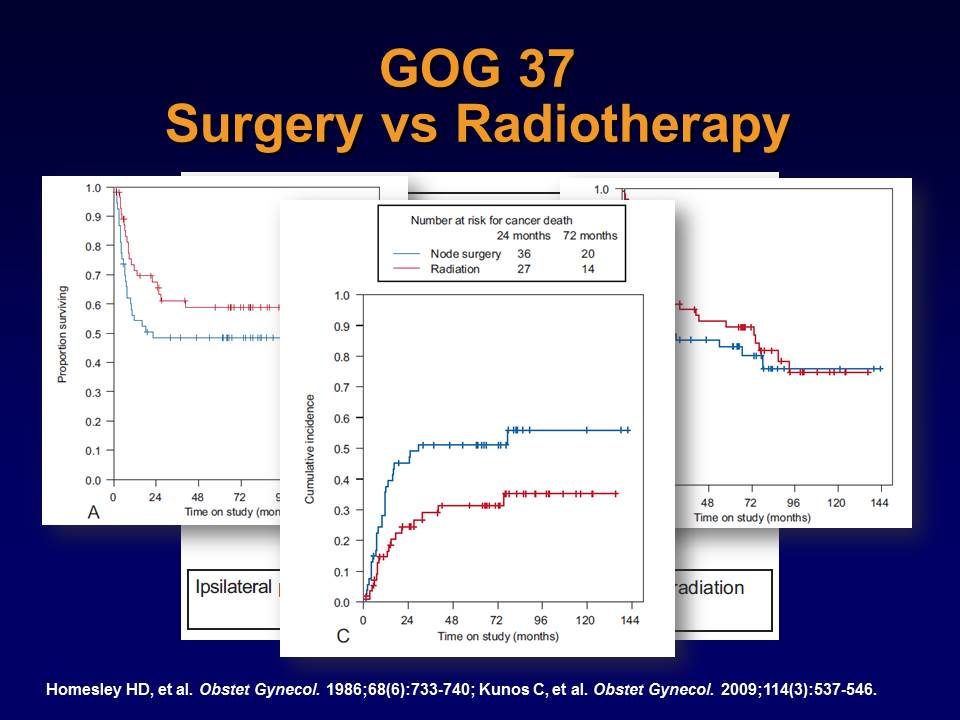 GOG 37
Surgery vs Radiotherapy
1.0
0.9
0.8
0.7
0.6
0.5
0.4
0.3
0.2
0.1
0.0
Proportion surviving
0 24 48 72
A
Time on study
Number at risk for cancer death
24 months 72 months
Node surgery 36 20
Radiation 27 14
1.0
0.9
0.8
0.7
0.6
0.5
0.4
0.3
0.2
0.1
0.0
Cumulative incidence
0 24 48 72 96 120 144
C
Time on study (months)
1.0
48 72 96 120 144
Time on study (months)
Ipsilateral
Homesley HD, et al. Obstet Gynecol. 1986;68(6):733-740; Kunos C, et al. Obstet Gynecol. 2009;114(3):537-546.